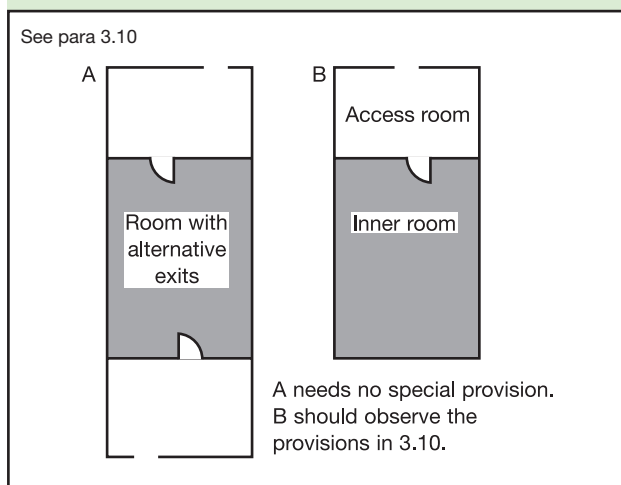 See para 3.10
A
B
Access room
Room with
alternative
exits
Inner room
A needs no special provision.
B should observe the
provisions in 3.10.